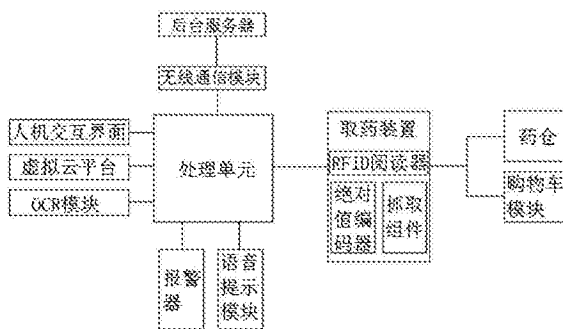 后台服务器
无线通信模块
人机交互界面
虚拟云平台
OCR模块
处理单元
取药装置
RFID阅读器
绝对
值编
码器
抓取
组件
药仓
购物车
模块
报警
器
语音
提示
模块